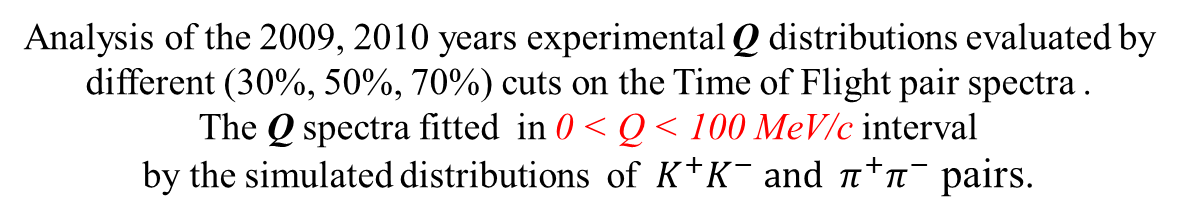 Analysis of the 2009, 2010 years experimental Q distributions evaluated by
different (30%, 50%, 70%) cuts on the Time of Flight pair spectra .
The Q spectra fitted in 0 < Q < 100 MeV/c interval
by the simulated distributions of K⁺K⁻ and π⁺π⁻ pairs.